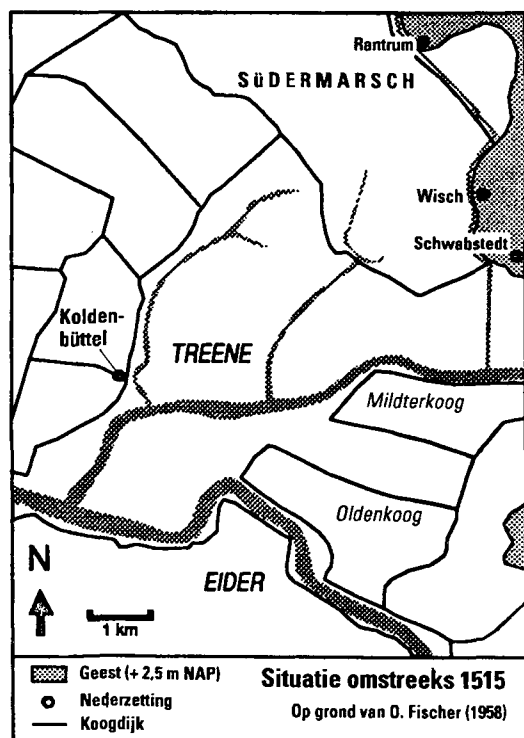 Rantrum
SÜDERMARSCH
Wisch
Schwabstedt
Kolden-
büttel
TREENE
Mildterkoog
Oldenkoog
N
EIDER
1 km
Geest (+ 2,5 m NAP)
Nederzetting
Koogdijk
Situatie omstreeks 1515
Op grond van O. Fischer (1958)